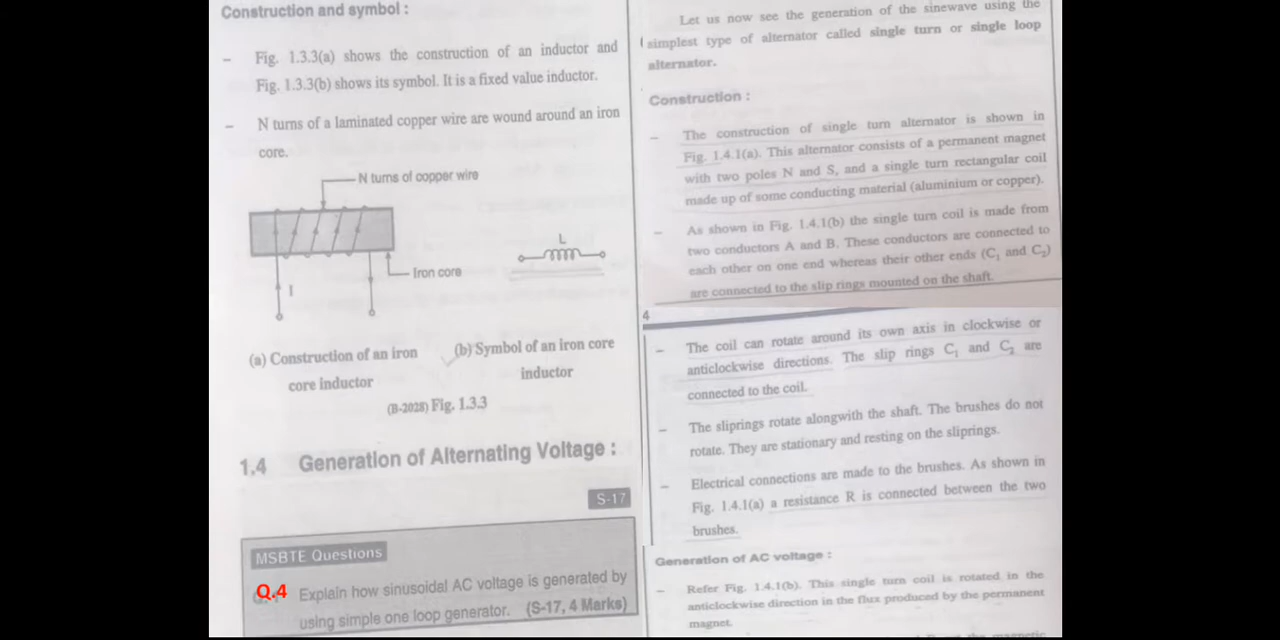 Construction and symbol :
– Fig. 1.3.3(a) shows the construction of an inductor and
Fig. 1.3.3(b) shows its symbol. It is a fixed value inductor.
– N turns of a laminated copper wire are wound around an iron
core.
N turns of copper wire
Iron core
I
L
(a) Construction of an iron
core inductor
(b) Symbol of an iron core
inductor
(B-2028) Fig. 1.3.3
1.4 Generation of Alternating Voltage :
S-17
MSBTE Questions
Q.4 Explain how sinusoidal AC voltage is generated by
using simple one loop generator. (S-17, 4 Marks)
Let us now see the generation of the sinewave using the
simplest type of alternator called single turn or single loop
alternator.
Construction :
– The construction of single turn alternator is shown in
Fig. 1.4.1(a). This alternator consists of a permanent magnet
with two poles N and S, and a single turn rectangular coil
made up of some conducting material (aluminium or copper).
– As shown in Fig. 1.4.1(b) the single turn coil is made from
two conductors A and B. These conductors are connected to
each other on one end whereas their other ends (C₁ and C₂)
are connected to the slip rings mounted on the shaft.
4
– The coil can rotate around its own axis in clockwise or
anticlockwise directions. The slip rings C₁ and C₂ are
connected to the coil.
– The sliprings rotate alongwith the shaft. The brushes do not
rotate. They are stationary and resting on the sliprings.
– Electrical connections are made to the brushes. As shown in
Fig. 1.4.1(a) a resistance R is connected between the two
brushes.
Generation of AC voltage :
– Refer Fig. 1.4.1(b). This single turn coil is rotated in the
anticlockwise direction in the flux produced by the permanent
magnet.